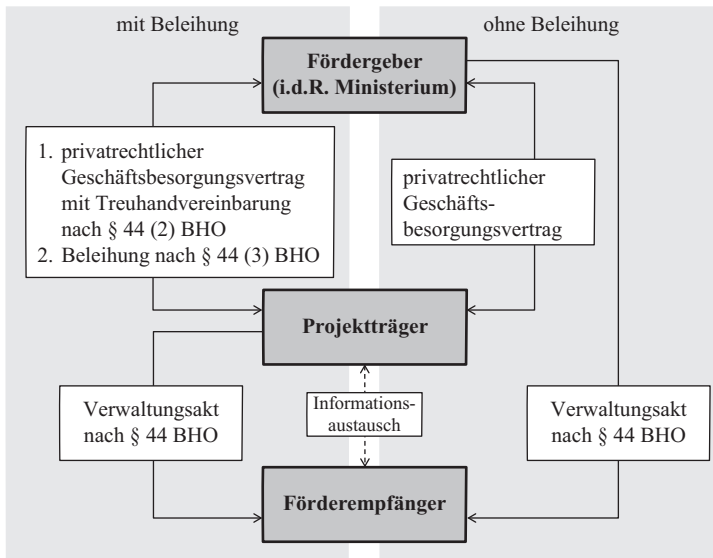 mit Beleihung
ohne Beleihung
Fördergeber
(i.d.R. Ministerium)
1. privatrechtlicher
Geschäftsbesorgungsvertrag
mit Treuhandvereinbarung
nach § 44 (2) BHO
2. Beleihung nach § 44 (3) BHO
privatrechtlicher
Geschäfts-
besorgungsvertrag
Projektträger
Verwaltungsakt
nach § 44 BHO
Informations-
austausch
Verwaltungsakt
nach § 44 BHO
Förderempfänger